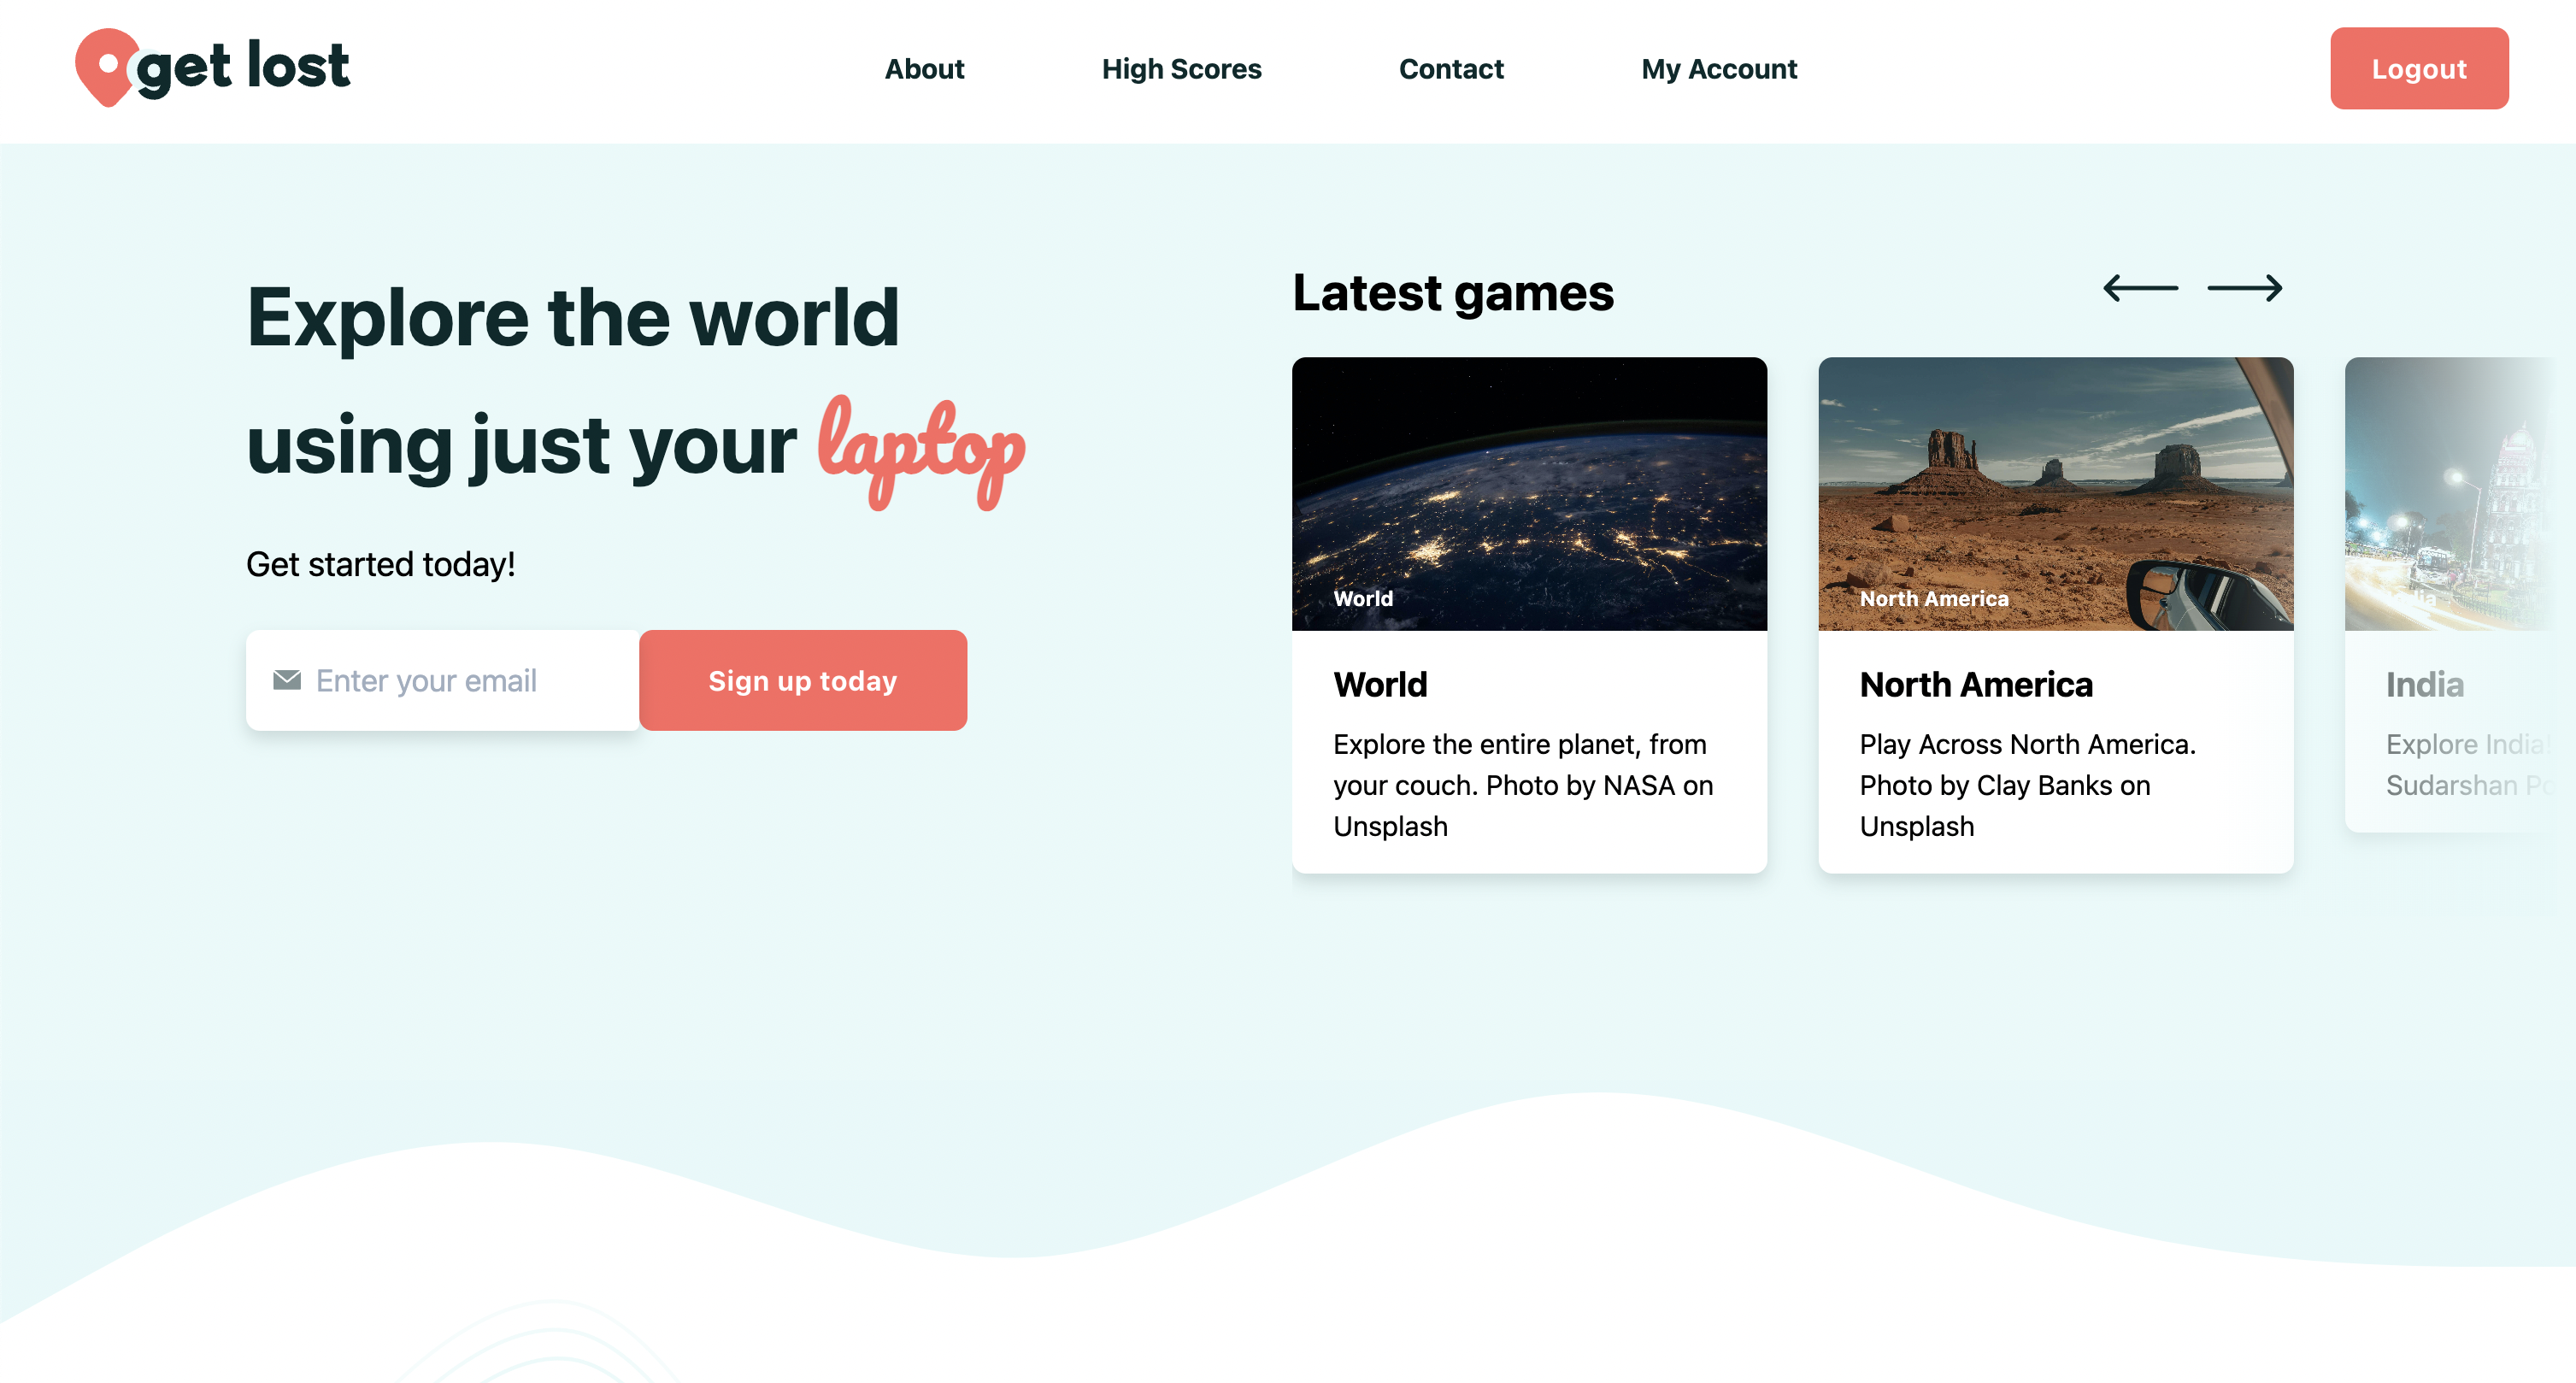 get lost
About
High Scores
Contact
My Account
Logout
Explore the world
using just your laptop
Get started today!
Enter your email
Sign up today
Latest games
World
World
Explore the entire planet, from
your couch. Photo by NASA on
Unsplash
North America
North America
Play Across North America.
Photo by Clay Banks on
Unsplash
India
India
Explore India!
Sudarshan